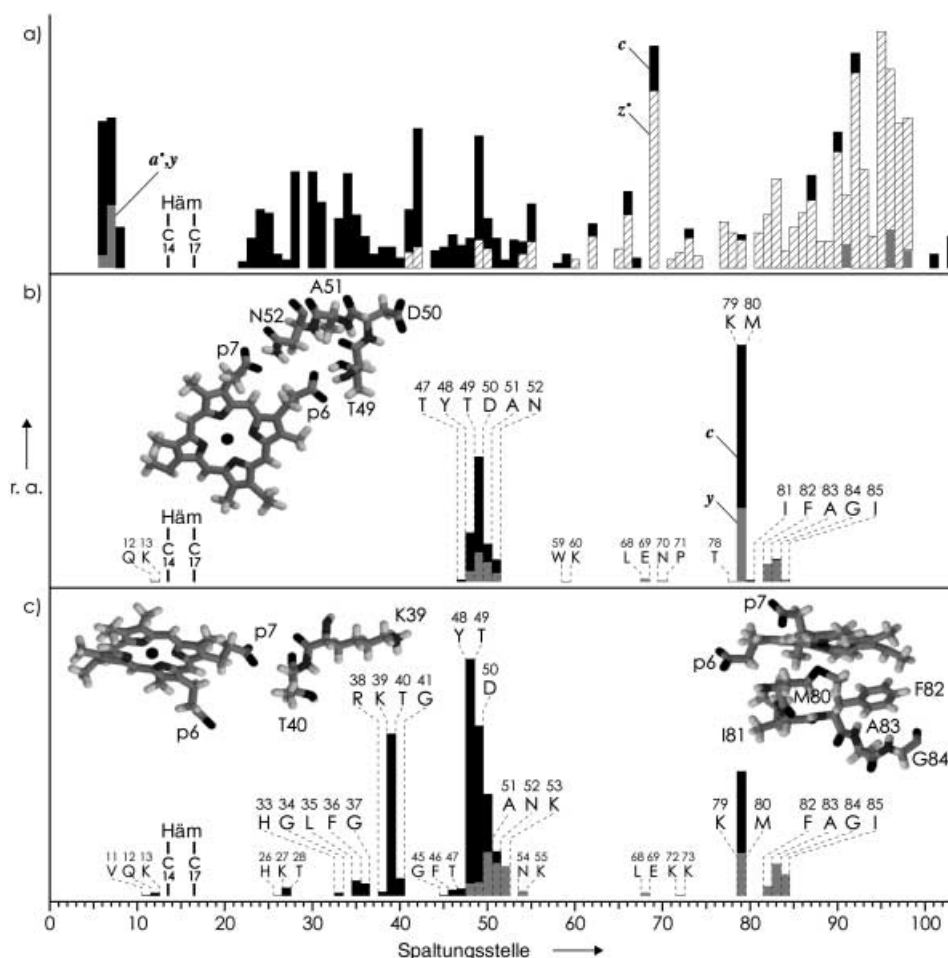 a)
c
z•
a•,y
Häm
C C
14 17
b)
A51
N52
D50
p7
p6
T49
47 48 49 50 51 52
T Y T D A N
79 80
K M
c
y
r. a.
81 82 83 84 85
I F A G I
Häm
12 13
Q K
C C
14 17
59 60
W K
68 69 70 71
L E N P
78
T
c)
p7
p6
K39
T40
38 39 40 41
R K T G
48 49
Y T
50
D
p7
p6
M80
F82
I81
A83
G84
33 34 35 36 37
H G L F G
51 52 53
A N K
79 80
K M
82 83 84 85
F A G I
Häm
11 12 13
V Q K
C C
14 17
26 27 28
H K T
45 46 47
G F T
54 55
N K
68 69 72 73
L E K K
0 10 20 30 40 50 60 70 80 90 100
Spaltungsstelle